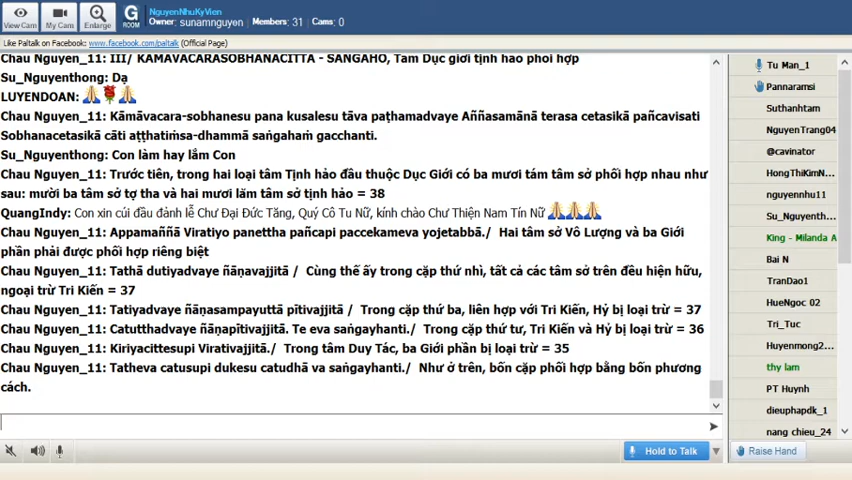 View Cam
My Cam
Enlarge
G
ROOM
NguyenNhuKyVien
Owner: sunamnguyen Members: 31 Cams: 0
Like Paltalk on Facebook: www.facebook.com/paltalk (Official Page)
Chau Nguyen_11: III/ KĀMĀVACARASOBHANACITTA - SANGAHO, Tâm Dục giới tịnh hảo phối hợp
Su_Nguyenthong: Dạ
LUYENDOAN:
Chau Nguyen_11: Kāmāvacara-sobhanesu pana kusalesu tāva paṭhamadvaye Aññasamānā terasa cetasikā pañcavisati
Sobhanacetasikā cāti aṭṭhatiṁsa-dhammā saṅgahaṁ gacchanti.
Su_Nguyenthong: Con làm hay lắm Con
Chau Nguyen_11: Trước tiên, trong hai loại tâm Tịnh hảo đầu thuộc Dục Giới có ba mươi tám tâm sở phối hợp nhau như
sau: mười ba tâm sở tợ tha và hai mươi lăm tâm sở tịnh hảo = 38
QuangIndy: Con xin cúi đầu đảnh lễ Chư Đại Đức Tăng, Quý Cô Tu Nữ, kính chào Chư Thiện Nam Tín Nữ
Chau Nguyen_11: Appamaññā Viratiyo panettha pañcapi paccekameva yojetabbā./ Hai tâm sở Vô Lượng và ba Giới
phần phải được phối hợp riêng biệt
Chau Nguyen_11: Tathā dutiyadvaye ñāṇavajjitā / Cùng thế ấy trong cặp thứ nhì, tất cả các tâm sở trên đều hiện hữu,
ngoại trừ Tri Kiến = 37
Chau Nguyen_11: Tatiyadvaye ñāṇasampayuttā pītivajjitā / Trong cặp thứ ba, liên hợp với Tri Kiến, Hỷ bị loại trừ = 37
Chau Nguyen_11: Catutthadvaye ñāṇapītivajjitā. Te eva saṅgayhanti./ Trong cặp thứ tư, Tri Kiến và Hỷ bị loại trừ = 36
Chau Nguyen_11: Kiriyacittesupi Virativajjitā./ Trong tâm Duy Tác, ba Giới phần bị loại trừ = 35
Chau Nguyen_11: Tatheva catusupi dukesu catudhā va saṅgayhanti./ Như ở trên, bốn cặp phối hợp bằng bốn phương
cách.
Tu Man_1
Pannaramsi
Suthanhtam
NguyenTrang04
@cavinator
HongThiKimN...
nguyennhu11
Su_Nguyenth...
King - Milanda A
Bai N
TranDao1
HueNgoc 02
Tri_Tuc
Huyenmong2...
thy lam
PT Huynh
dieuphapdk_1
nang chieu_24
Hold to Talk
Raise Hand